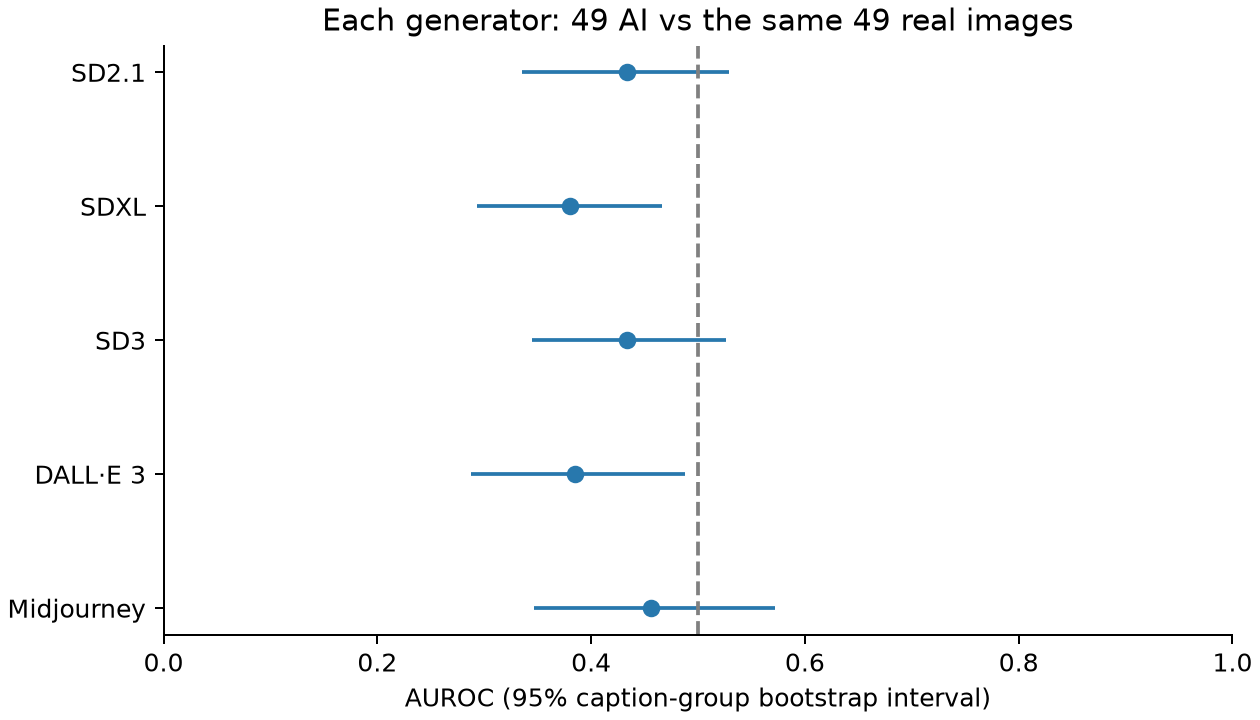 Each generator: 49 AI vs the same 49 real images
SD2.1
SDXL
SD3
DALL·E 3
Midjourney
0.0 0.2 0.4 0.6 0.8 1.0
AUROC (95% caption-group bootstrap interval)